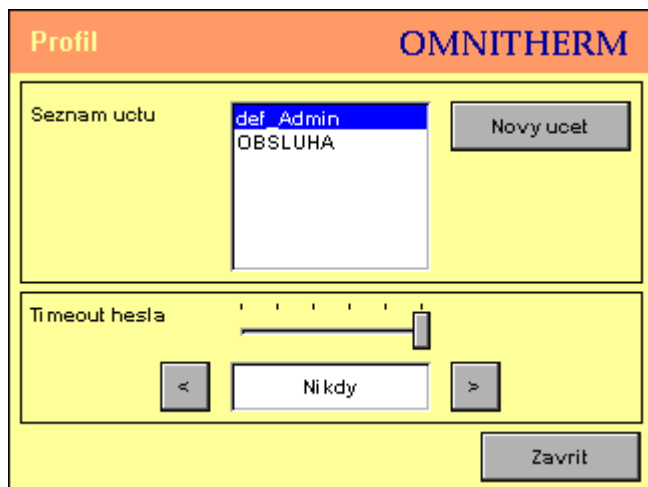 Profil
OMNITHERM
Seznam uctu
def_Admin
OBSLUHA
Novy ucet
Timeout hesla
<
Nikdy
>
Zavrit